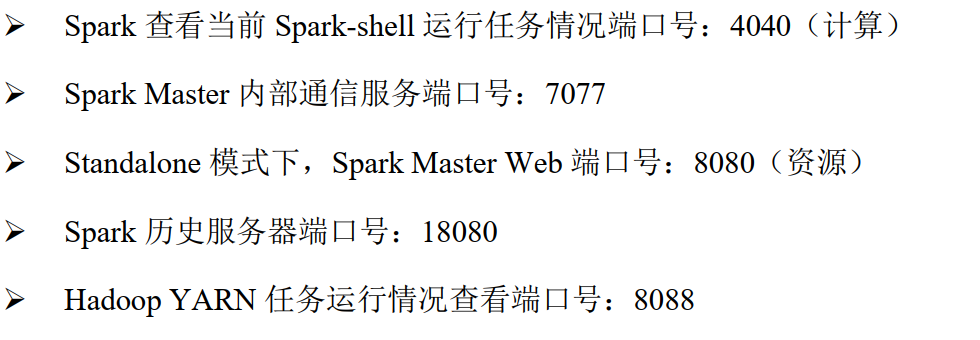 ➢ Spark 查看当前 Spark-shell 运行任务情况端口号：4040（计算）
➢ Spark Master 内部通信服务端口号：7077
➢ Standalone 模式下，Spark Master Web 端口号：8080（资源）
➢ Spark 历史服务器端口号：18080
➢ Hadoop YARN 任务运行情况查看端口号：8088